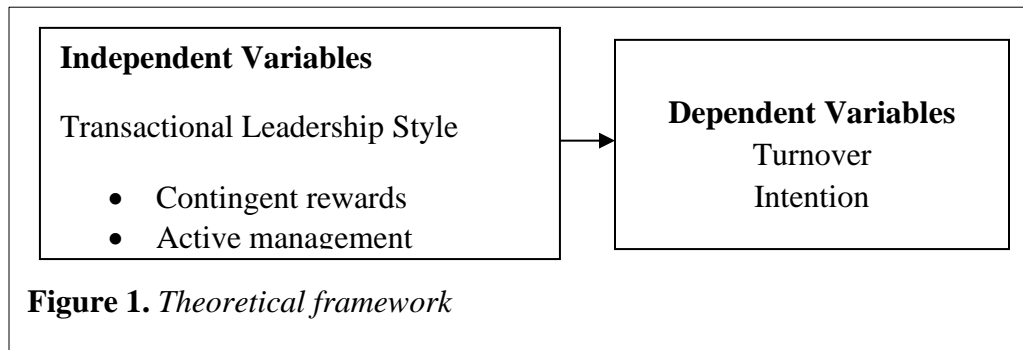 Independent Variables
Transactional Leadership Style
• Contingent rewards
• Active management
Dependent Variables
Turnover
Intention
Figure 1. Theoretical framework